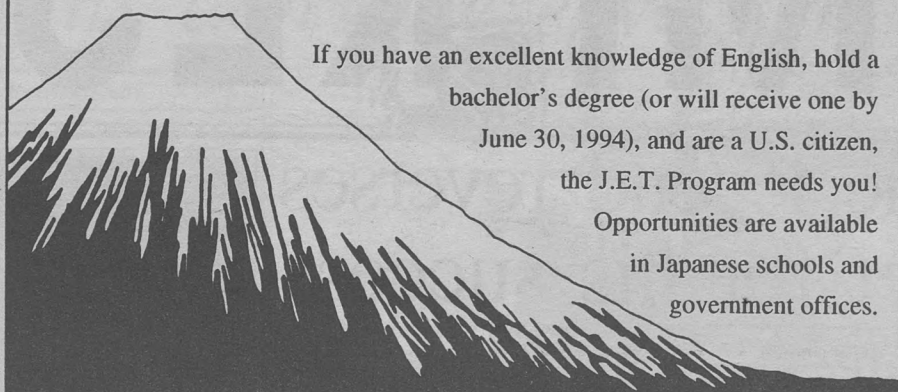 If you have an excellent knowledge of English, hold a
bachelor's degree (or will receive one by
June 30, 1994), and are a U.S. citizen,
the J.E.T. Program needs you!
Opportunities are available
in Japanese schools and
government offices.